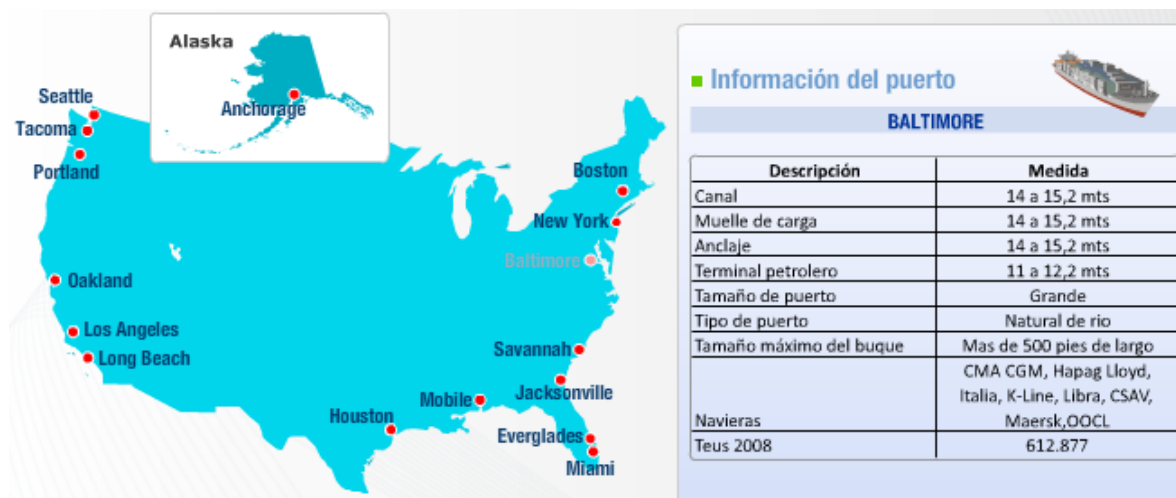 Alaska
Anchorage
Seattle
Tacoma
Portland
Boston
New York
Baltimore
Oakland
Los Angeles
Long Beach
Savannah
Jacksonville
Mobile
Houston
Everglades
Miami
Información del puerto
BALTIMORE
Descripción Medida
Canal 14 a 15,2 mts
Muelle de carga 14 a 15,2 mts
Anclaje 14 a 15,2 mts
Terminal petrolero 11 a 12,2 mts
Tamaño de puerto Grande
Tipo de puerto Natural de rio
Tamaño máximo del buque Mas de 500 pies de largo
CMA CGM, Hapag Lloyd,
Italia, K-Line, Libra, CSAV,
Navieras Maersk,OOCL
Teus 2008 612.877